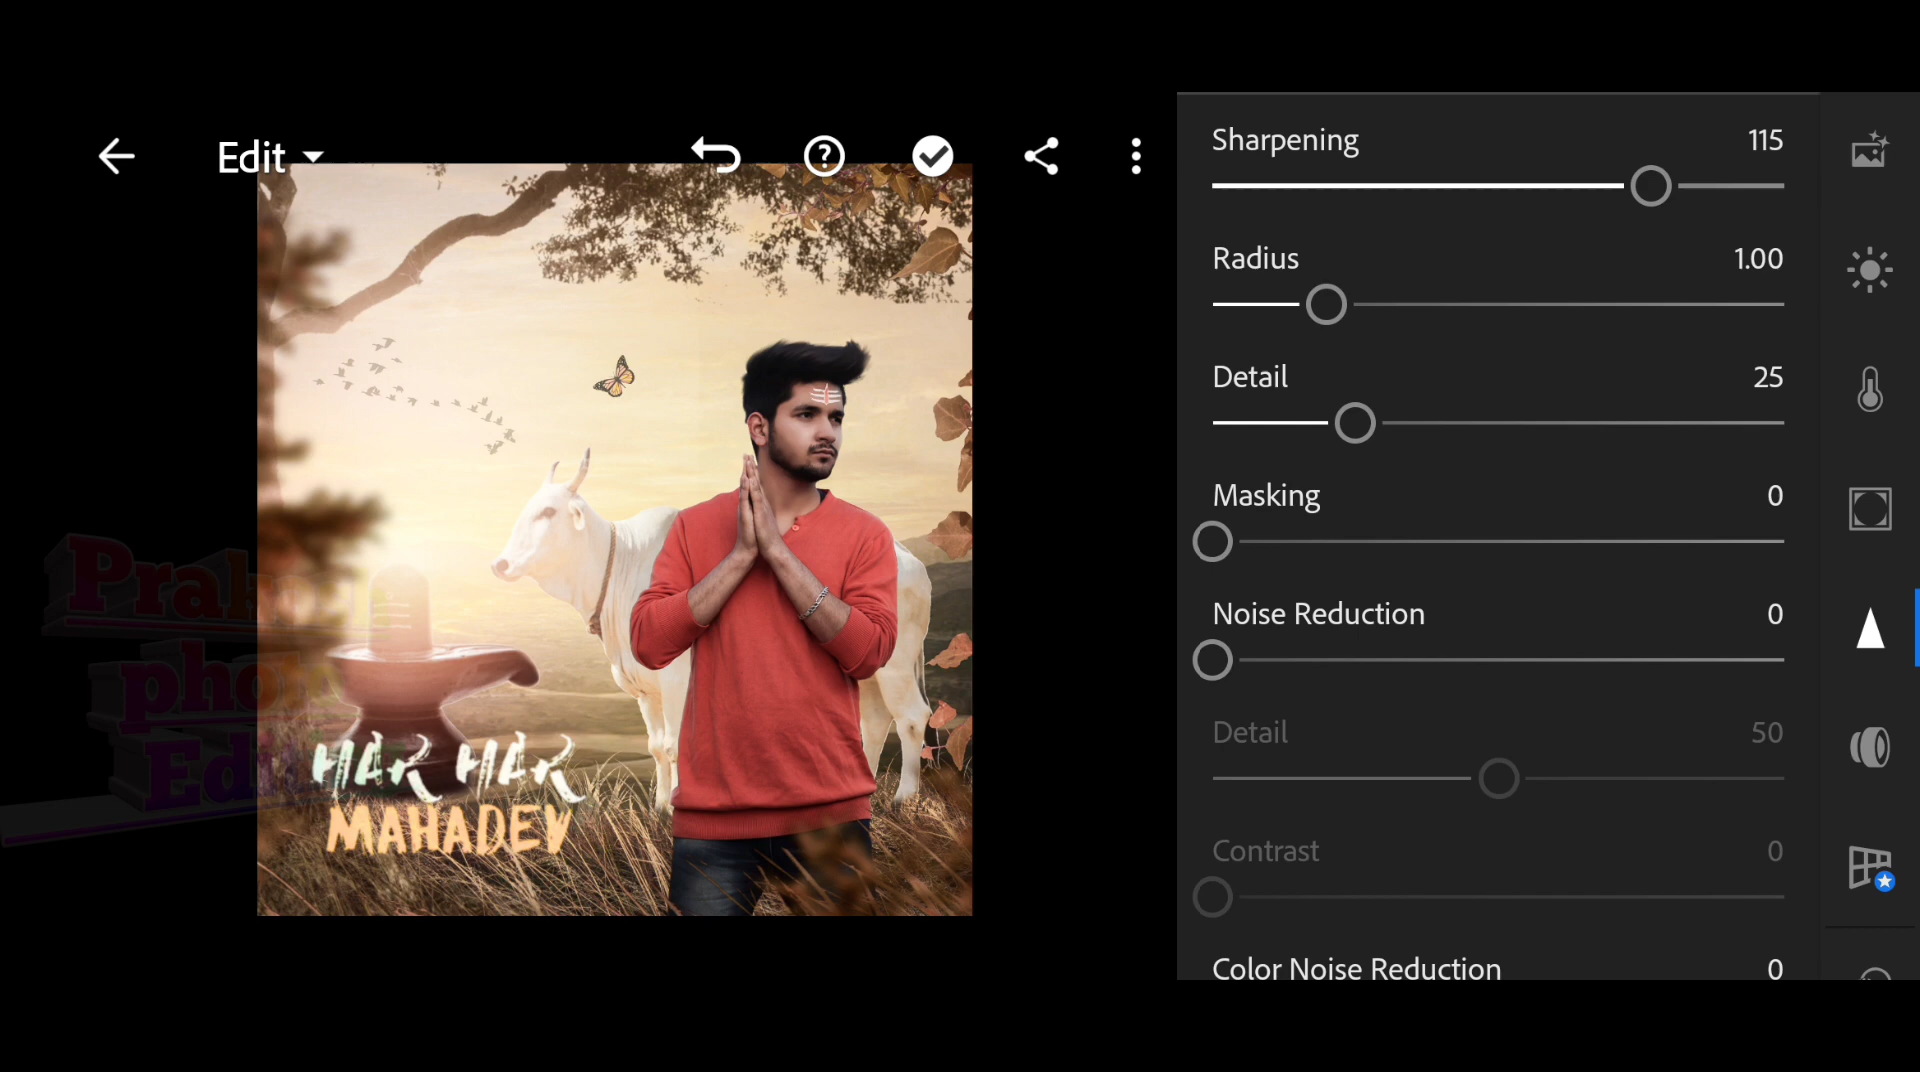 Edit
Sharpening 115
Radius 1.00
Detail 25
Masking 0
Noise Reduction 0
Detail 50
Contrast 0
Color Noise Reduction 0
HAR HAR
MAHADEV